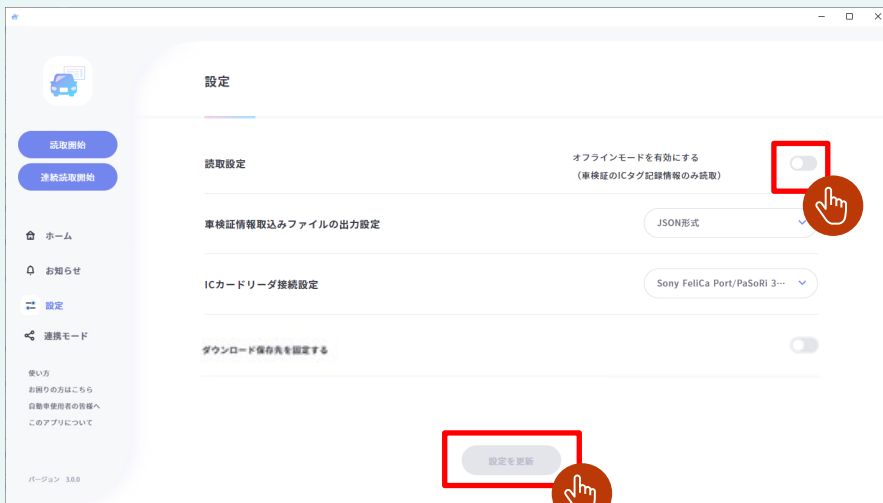 設定
読取開始
連続読取開始
読取設定
オフラインモードを有効にする
（車検証のICタグ記録情報のみ読取）
車検証情報取込みファイルの出力設定
JSON形式
ホーム
お知らせ
ICカードリーダ接続設定
Sony FeliCa Port/PaSoRi 3…
設定
連携モード
ダウンロード保存先を固定する
使い方
お困りの方はこちら
自動車使用者の皆様へ
このアプリについて
設定を更新
バージョン 3.0.0